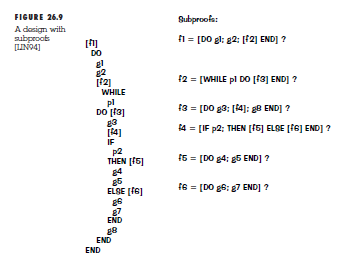 FIGURE 26.9
A design with
subproofs
[LIN94]
[f1]
DO
g1
g2
[f2]
WHILE
p1
DO [f3]
g3
[f4]
IF
p2
THEN [f5]
g4
g5
ELSE [f6]
g6
g7
END
g8
END
END
Subproofs:
f1 = [DO g1; g2; [f2] END] ?
f2 = [WHILE p1 DO [f3] END] ?
f3 = [DO g3; [f4]; g8 END] ?
f4 = [IF p2; THEN [f5] ELSE [f6] END] ?
f5 = [DO g4; g5 END] ?
f6 = [DO g6; g7 END] ?